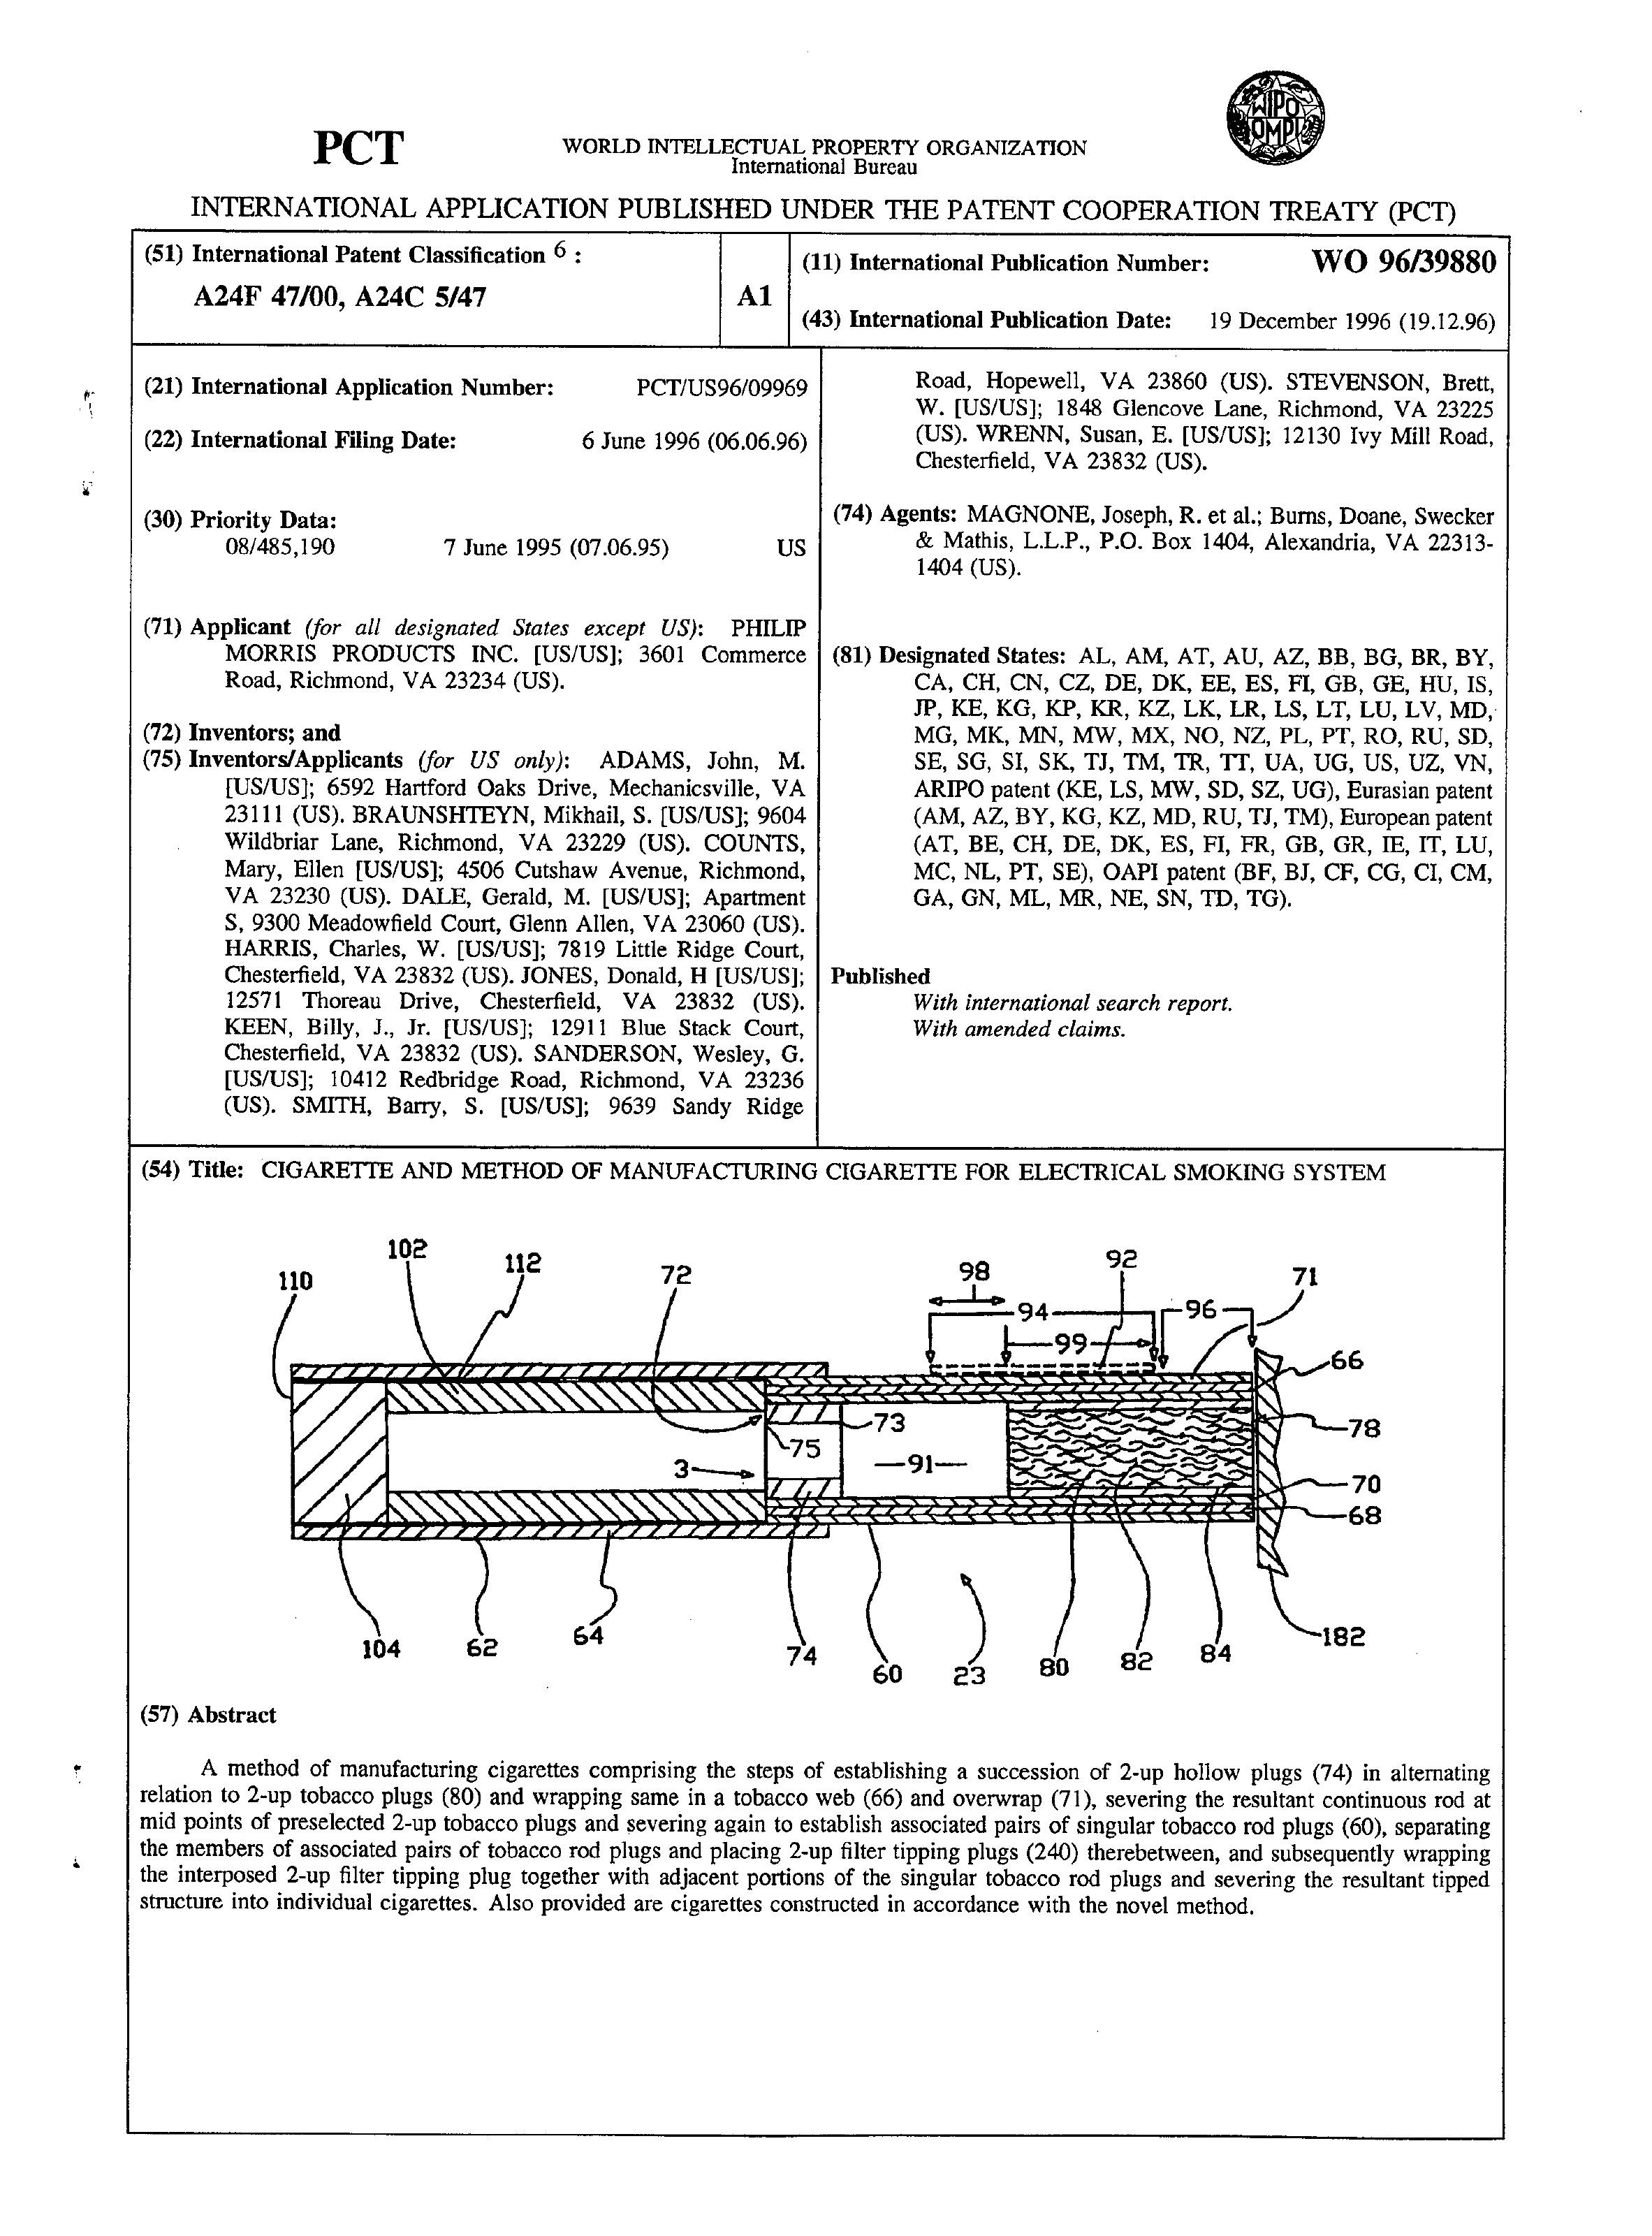 WIPO
OMPI
PCT
WORLD INTELLECTUAL PROPERTY ORGANIZATION
International Bureau
INTERNATIONAL APPLICATION PUBLISHED UNDER THE PATENT COOPERATION TREATY (PCT)
(51) International Patent Classification 6 :
A24F 47/00, A24C 5/47
A1
(11) International Publication Number: WO 96/39880
(43) International Publication Date: 19 December 1996 (19.12.96)
(21) International Application Number: PCT/US96/09969
(22) International Filing Date: 6 June 1996 (06.06.96)
(30) Priority Data:
08/485,190 7 June 1995 (07.06.95) US
(71) Applicant (for all designated States except US): PHILIP
MORRIS PRODUCTS INC. [US/US]; 3601 Commerce
Road, Richmond, VA 23234 (US).
(72) Inventors; and
(75) Inventors/Applicants (for US only): ADAMS, John, M.
[US/US]; 6592 Hartford Oaks Drive, Mechanicsville, VA
23111 (US). BRAUNSHTEYN, Mikhail, S. [US/US]; 9604
Wildbriar Lane, Richmond, VA 23229 (US). COUNTS,
Mary, Ellen [US/US]; 4506 Cutshaw Avenue, Richmond,
VA 23230 (US). DALE, Gerald, M. [US/US]; Apartment
S, 9300 Meadowfield Court, Glenn Allen, VA 23060 (US).
HARRIS, Charles, W. [US/US]; 7819 Little Ridge Court,
Chesterfield, VA 23832 (US). JONES, Donald, H [US/US];
12571 Thoreau Drive, Chesterfield, VA 23832 (US).
KEEN, Billy, J., Jr. [US/US]; 12911 Blue Stack Court,
Chesterfield, VA 23832 (US). SANDERSON, Wesley, G.
[US/US]; 10412 Redbridge Road, Richmond, VA 23236
(US). SMITH, Barry, S. [US/US]; 9639 Sandy Ridge
Road, Hopewell, VA 23860 (US). STEVENSON, Brett,
W. [US/US]; 1848 Glencove Lane, Richmond, VA 23225
(US). WRENN, Susan, E. [US/US]; 12130 Ivy Mill Road,
Chesterfield, VA 23832 (US).
(74) Agents: MAGNONE, Joseph, R. et al.; Burns, Doane, Swecker
& Mathis, L.L.P., P.O. Box 1404, Alexandria, VA 22313-
1404 (US).
(81) Designated States: AL, AM, AT, AU, AZ, BB, BG, BR, BY,
CA, CH, CN, CZ, DE, DK, EE, ES, FI, GB, GE, HU, IS,
JP, KE, KG, KP, KR, KZ, LK, LR, LS, LT, LU, LV, MD,
MG, MK, MN, MW, MX, NO, NZ, PL, PT, RO, RU, SD,
SE, SG, SI, SK, TJ, TM, TR, TT, UA, UG, US, UZ, VN,
ARIPO patent (KE, LS, MW, SD, SZ, UG), Eurasian patent
(AM, AZ, BY, KG, KZ, MD, RU, TJ, TM), European patent
(AT, BE, CH, DE, DK, ES, FI, FR, GB, GR, IE, IT, LU,
MC, NL, PT, SE), OAPI patent (BF, BJ, CF, CG, CI, CM,
GA, GN, ML, MR, NE, SN, TD, TG).
Published
With international search report.
With amended claims.
(54) Title: CIGARETTE AND METHOD OF MANUFACTURING CIGARETTE FOR ELECTRICAL SMOKING SYSTEM
110 102 112 72 98 92 71
94 96
99
66
73
78
75
91
3
70
68
104 62 64 74 60 23 80 82 84 182
(57) Abstract
A method of manufacturing cigarettes comprising the steps of establishing a succession of 2-up hollow plugs (74) in alternating
relation to 2-up tobacco plugs (80) and wrapping same in a tobacco web (66) and overwrap (71), severing the resultant continuous rod at
mid points of preselected 2-up tobacco plugs and severing again to establish associated pairs of singular tobacco rod plugs (60), separating
the members of associated pairs of tobacco rod plugs and placing 2-up filter tipping plugs (240) therebetween, and subsequently wrapping
the interposed 2-up filter tipping plug together with adjacent portions of the singular tobacco rod plugs and severing the resultant tipped
structure into individual cigarettes. Also provided are cigarettes constructed in accordance with the novel method.